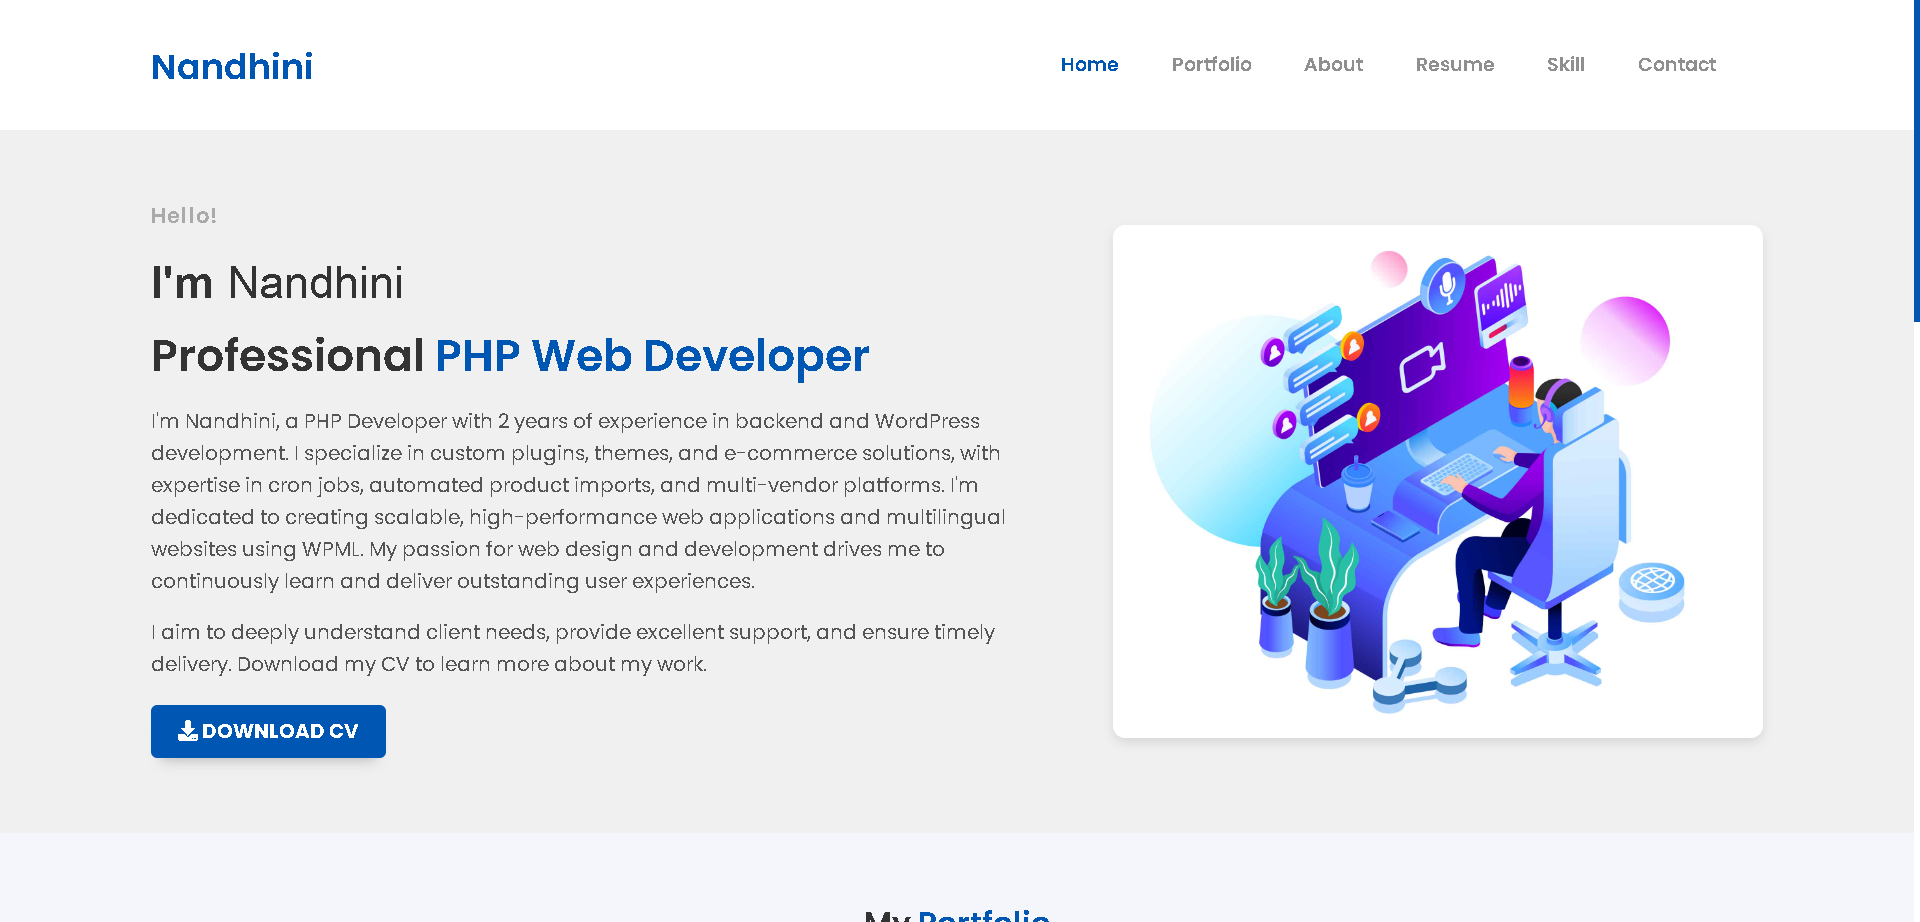 Nandhini
Home Portfolio About Resume Skill Contact
Hello!
I'm Nandhini
Professional PHP Web Developer
I'm Nandhini, a PHP Developer with 2 years of experience in backend and WordPress
development. I specialize in custom plugins, themes, and e-commerce solutions, with
expertise in cron jobs, automated product imports, and multi-vendor platforms. I'm
dedicated to creating scalable, high-performance web applications and multilingual
websites using WPML. My passion for web design and development drives me to
continuously learn and deliver outstanding user experiences.
I aim to deeply understand client needs, provide excellent support, and ensure timely
delivery. Download my CV to learn more about my work.
DOWNLOAD CV
My Portfolio